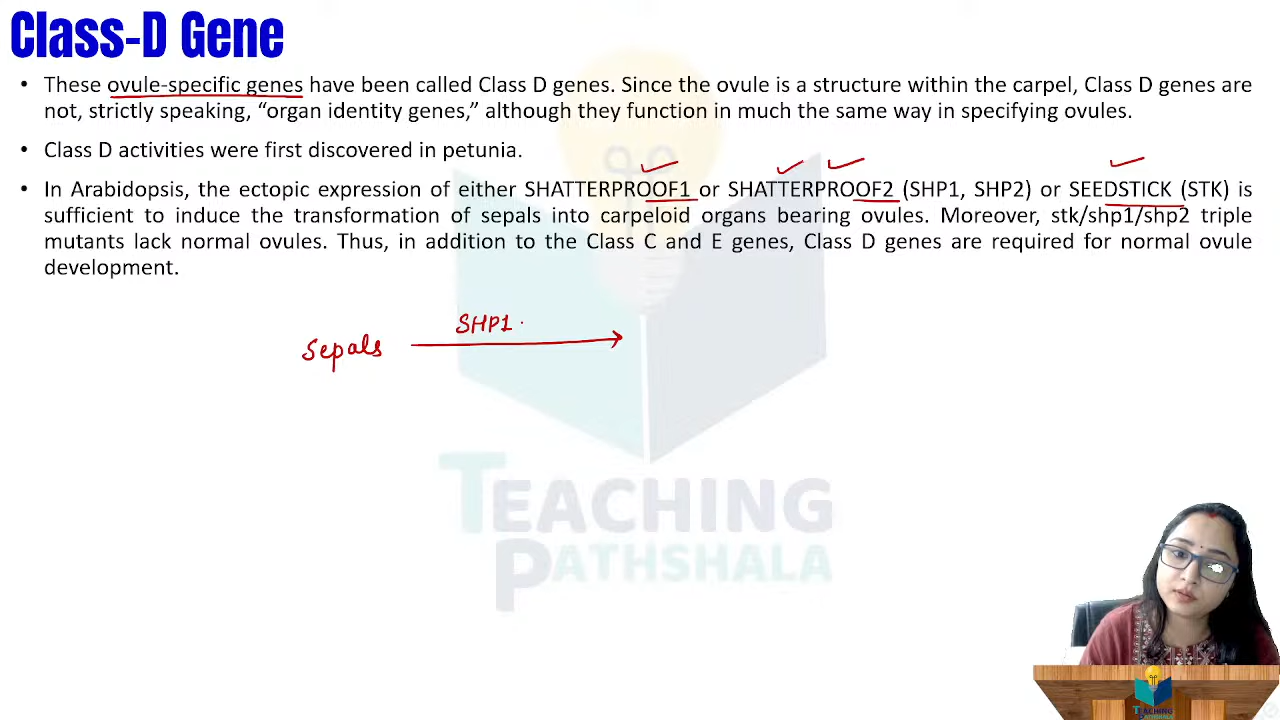 Class-D Gene
• These ovule-specific genes have been called Class D genes. Since the ovule is a structure within the carpel, Class D genes are
not, strictly speaking, “organ identity genes,” although they function in much the same way in specifying ovules.
• Class D activities were first discovered in petunia.
• In Arabidopsis, the ectopic expression of either SHATTERPROOF1 or SHATTERPROOF2 (SHP1, SHP2) or SEEDSTICK (STK) is
sufficient to induce the transformation of sepals into carpeloid organs bearing ovules. Moreover, stk/shp1/shp2 triple
mutants lack normal ovules. Thus, in addition to the Class C and E genes, Class D genes are required for normal ovule
development.
SHP1
Sepals
TEACHING
PATHSHALA
TEACHING
PATHSHALA